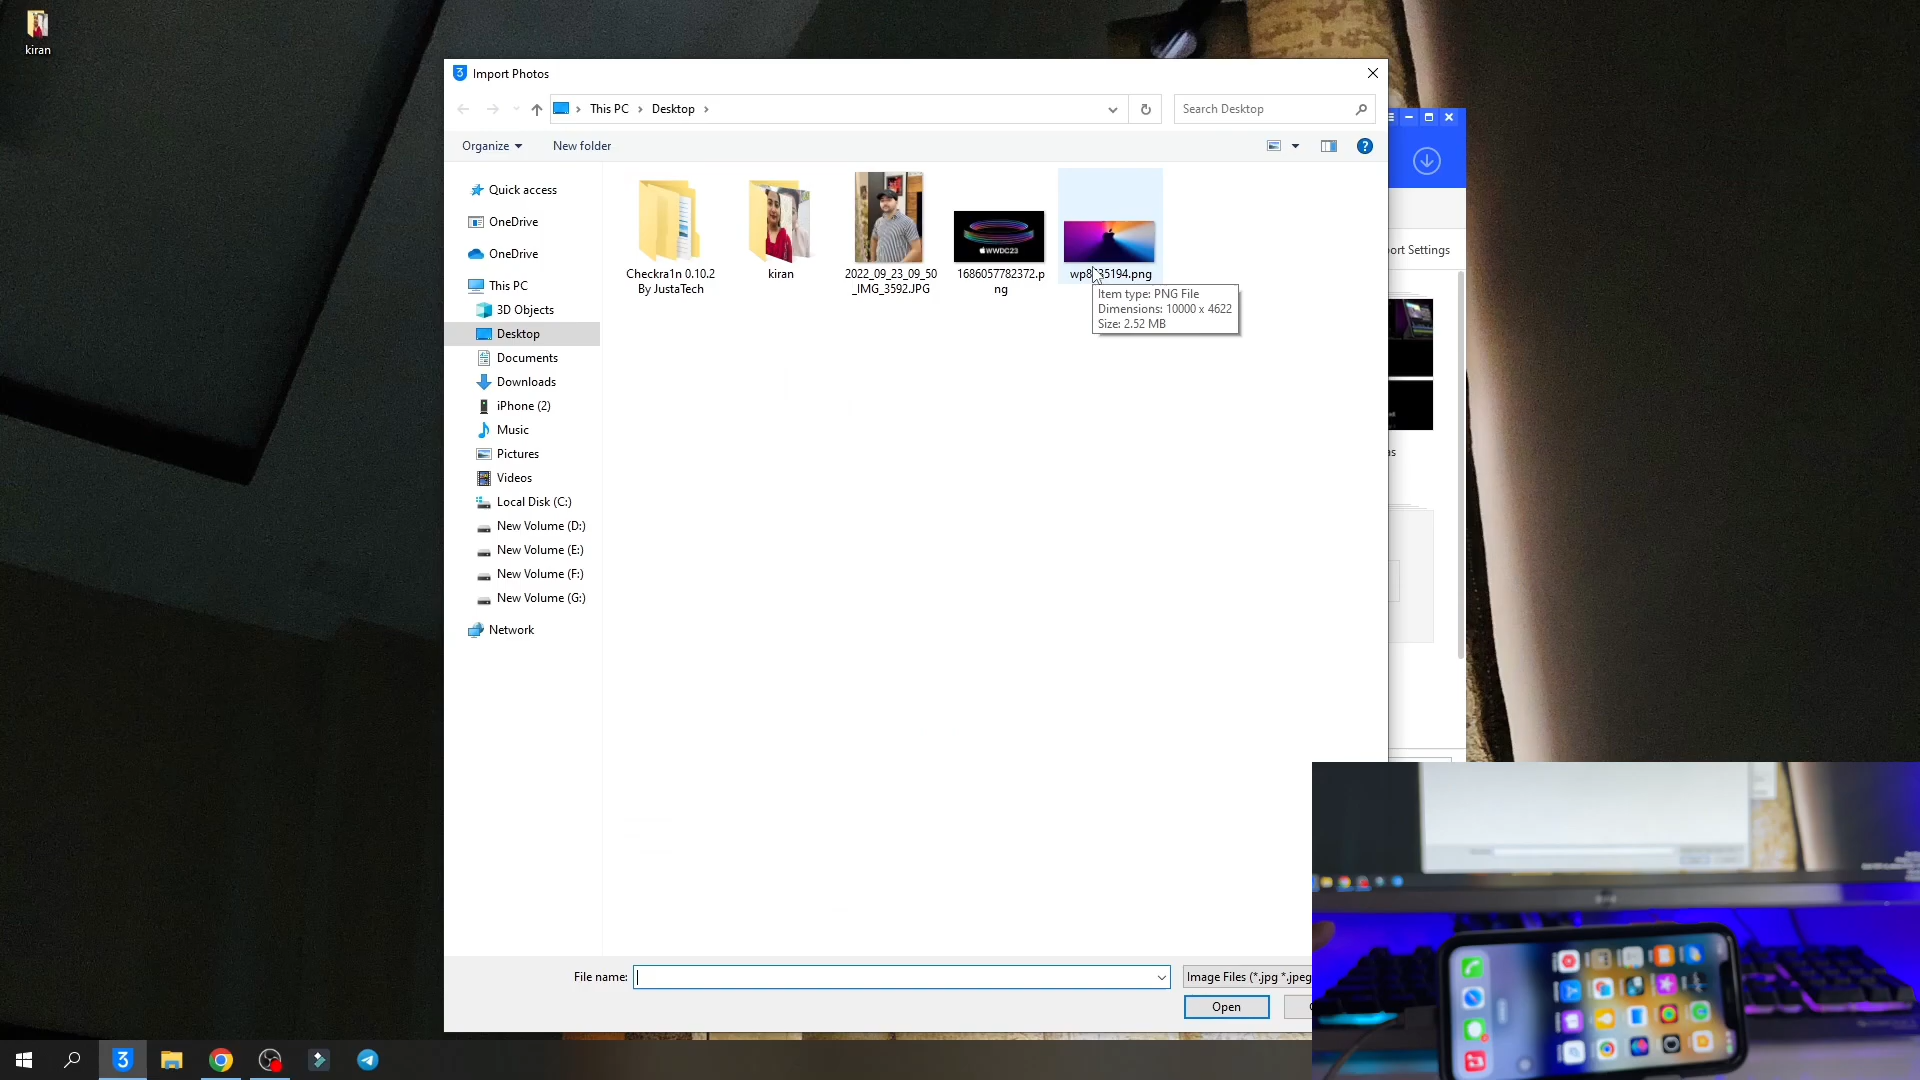 kiran
Import Photos
This PC
Desktop
Search Desktop
Organize
New folder
Quick access
OneDrive
OneDrive
This PC
3D Objects
Desktop
Documents
Downloads
iPhone (2)
Music
Pictures
Videos
Local Disk (C:)
New Volume (D:)
New Volume (E:)
New Volume (F:)
New Volume (G:)
Network
Checkra1n 0.10.2
By JustaTech
kiran
2022_09_23_09_50
_IMG_3592.JPG
WWDC23
1686057782372.p
ng
Item type: PNG File
Dimensions: 10000 x 4622
Size: 2.52 MB
ort Settings
as
File name:
Image Files (*.jpg *.jpeg
Open